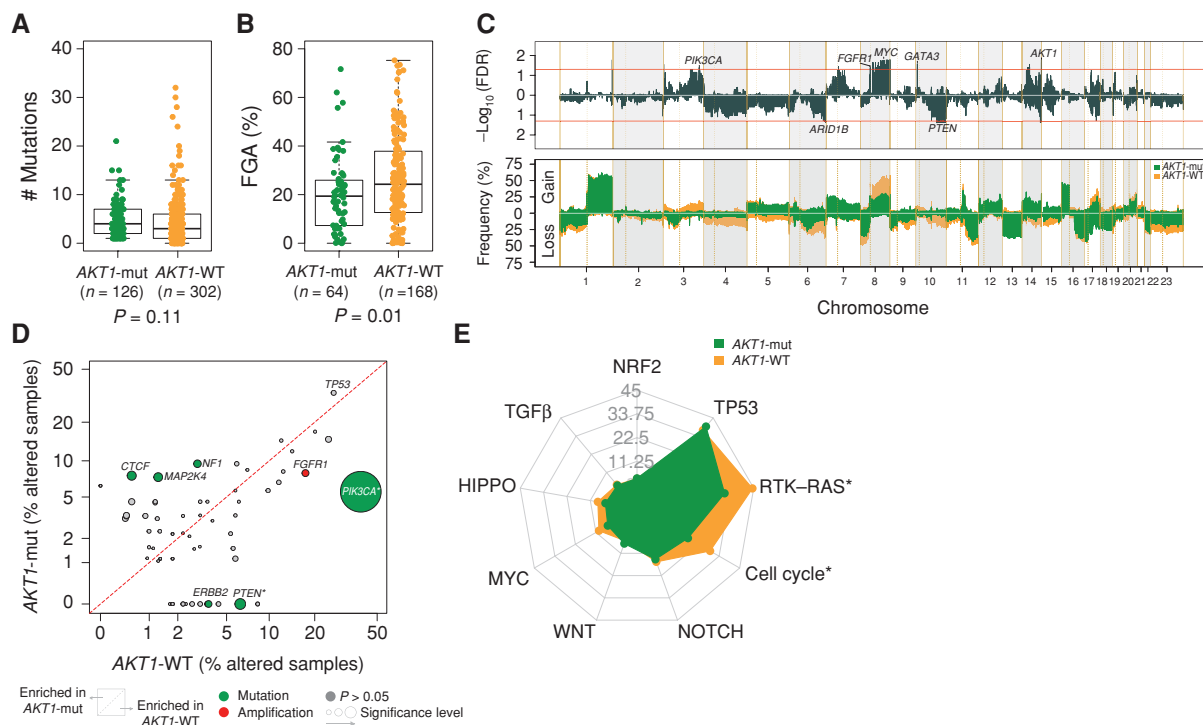 A
# Mutations
40
30
20
10
0
AKT1-mut
(n = 126)
AKT1-WT
(n = 302)
P = 0.11
B
FGA (%)
80
60
40
20
0
AKT1-mut
(n = 64)
AKT1-WT
(n =168)
P = 0.01
C
−Log10 (FDR)
2
1
0
1
2
PIK3CA
FGFR1
MYC
GATA3
AKT1
ARID1B
PTEN
Frequency (%)
Loss
Gain
75
50
25
0
25
50
75
AKT1-mut
AKT1-WT
1 2 3 4 5 6 7 8 9 10 11 12 13 14 15 16 17 18 19 20 21 22 23
Chromosome
D
AKT1-mut (% altered samples)
50
20
10
5
2
1
0
TP53
CTCF
MAP2K4
NF1
FGFR1
PIK3CA*
ERBB2
PTEN*
0 1 2 5 10 20 50
AKT1-WT (% altered samples)
Enriched in
AKT1-mut
Enriched in
AKT1-WT
Mutation
Amplification
P > 0.05
Significance level
E
AKT1-mut
AKT1-WT
NRF2
TP53
RTK–RAS*
Cell cycle*
NOTCH
WNT
MYC
HIPPO
TGFβ
45
33.75
22.5
11.25